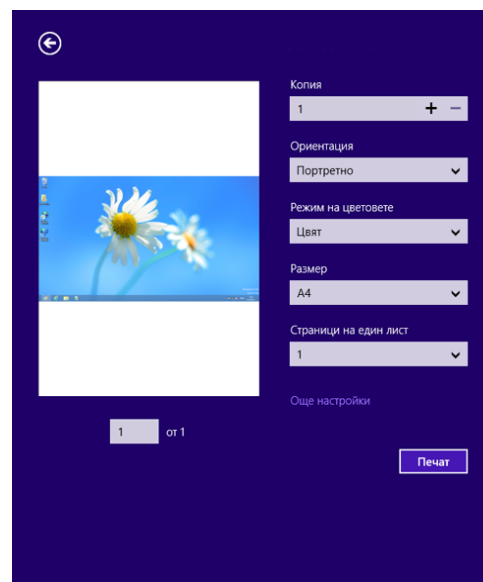 Копия
1
Ориентация
Портретно
Режим на цветовете
Цвят
Размер
A4
Страници на един лист
1
Още настройки
1 от 1
Печат